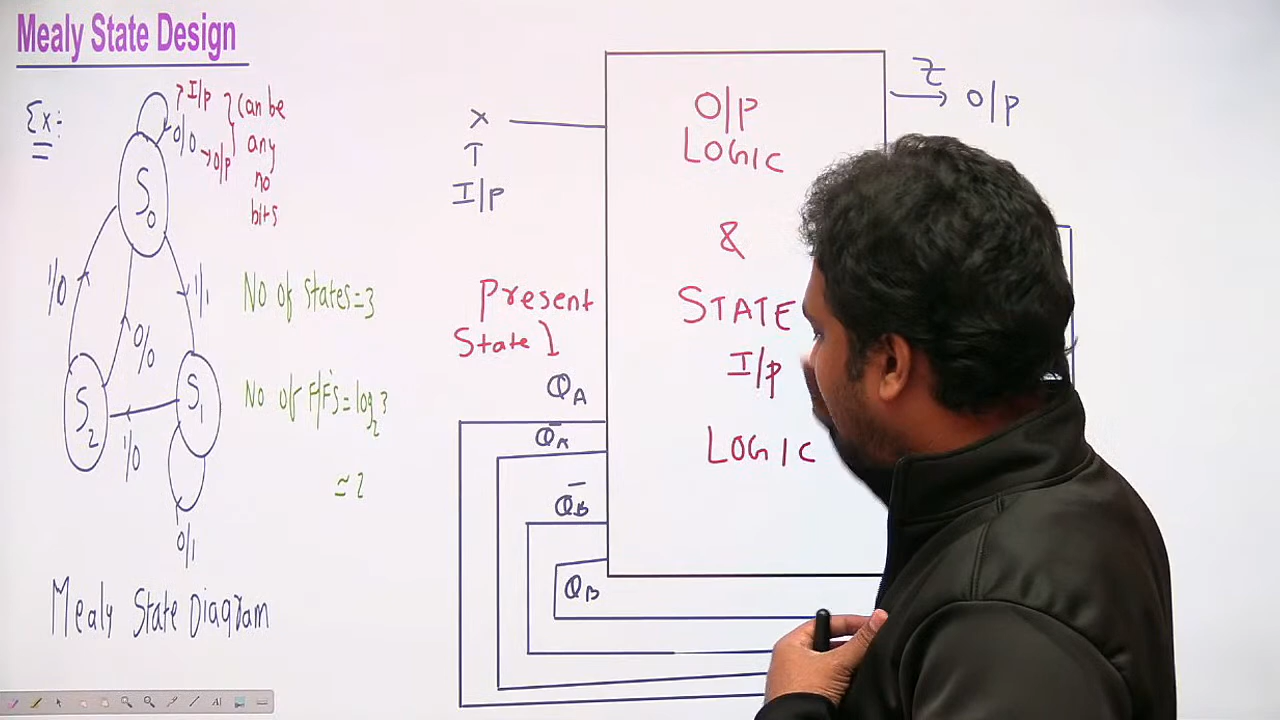 Mealy State Design
Ex:-
I/p
0/0
→ O/P
(can be
any
no
bits
S0
1/0
1/1
0/0
S2
S1
1/0
0/1
No of states=3
No of F/F's=log2 3
≃2
Mealy State Diagram
X
I/p
Present
State
QA
Q̄A
Q̄B
QB
O/P
LOGIC
&
STATE
I/p
LOGIC
Z
O/P